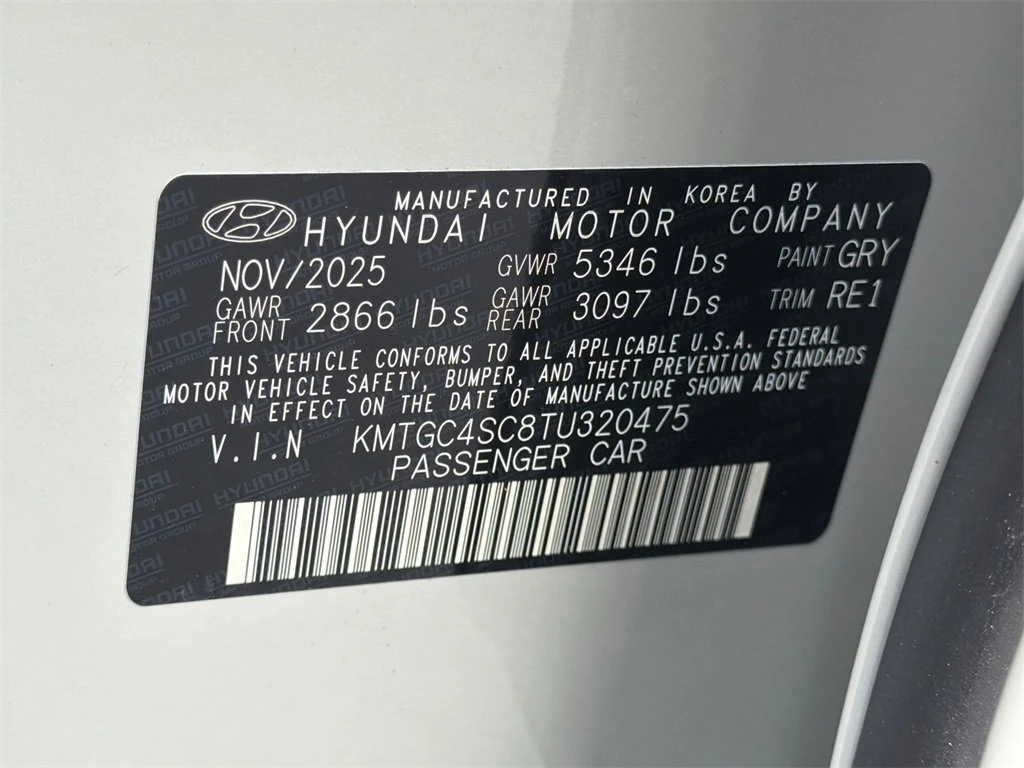 MANUFACTURED IN KOREA BY
HYUNDAI MOTOR COMPANY
NOV/2025 GVWR 5346 lbs PAINT GRY
GAWR FRONT 2866 lbs GAWR REAR 3097 lbs TRIM RE1
THIS VEHICLE CONFORMS TO ALL APPLICABLE U.S.A. FEDERAL
MOTOR VEHICLE SAFETY, BUMPER, AND THEFT PREVENTION STANDARDS
IN EFFECT ON THE DATE OF MANUFACTURE SHOWN ABOVE
V.I.N KMTGC4SC8TU320475
PASSENGER CAR